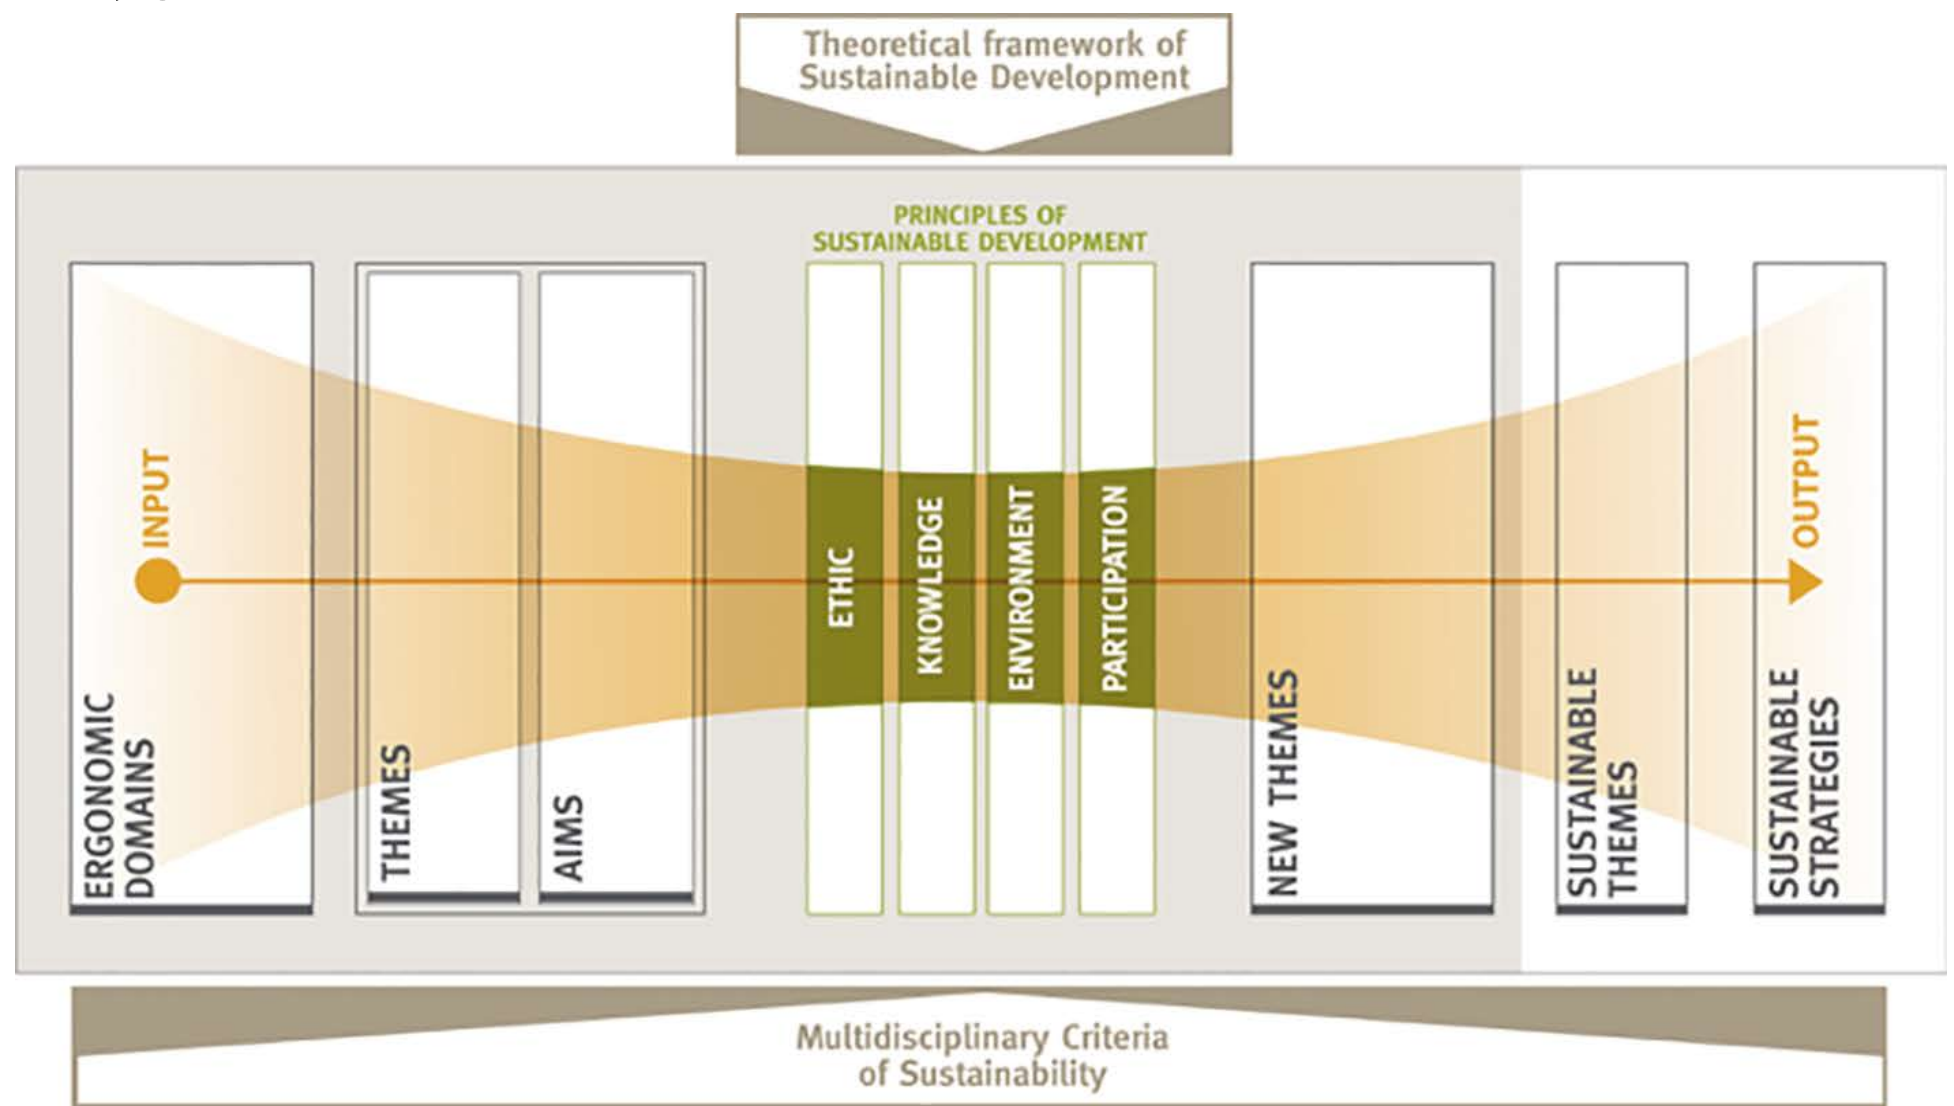 Theoretical framework of
Sustainable Development
PRINCIPLES OF
SUSTAINABLE DEVELOPMENT
INPUT
ERGONOMIC
DOMAINS
THEMES
AIMS
ETHIC
KNOWLEDGE
ENVIRONMENT
PARTICIPATION
NEW THEMES
SUSTAINABLE
THEMES
OUTPUT
SUSTAINABLE
STRATEGIES
Multidisciplinary Criteria
of Sustainability